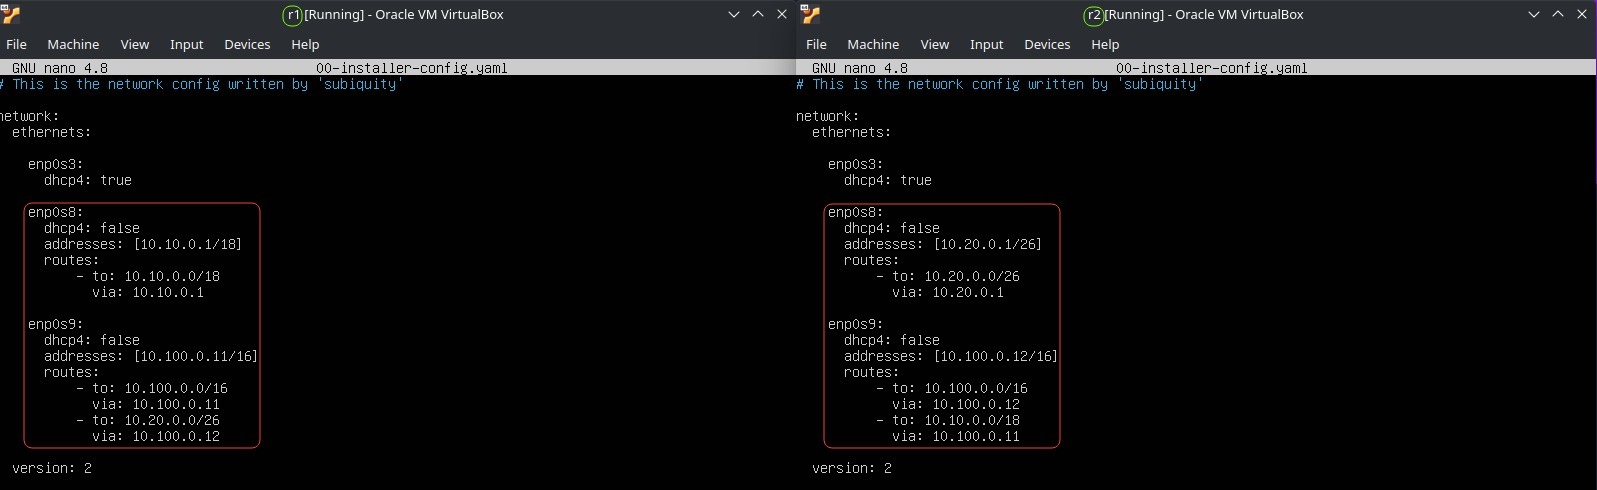 r1 [Running] - Oracle VM VirtualBox
File Machine View Input Devices Help
GNU nano 4.8 00-installer-config.yaml
# This is the network config written by 'subiquity'
network:
ethernets:
enp0s3:
dhcp4: true
enp0s8:
dhcp4: false
addresses: [10.10.0.1/18]
routes:
- to: 10.10.0.0/18
via: 10.10.0.1
enp0s9:
dhcp4: false
addresses: [10.100.0.11/16]
routes:
- to: 10.100.0.0/16
via: 10.100.0.11
- to: 10.20.0.0/26
via: 10.100.0.12
version: 2
r2 [Running] - Oracle VM VirtualBox
File Machine View Input Devices Help
GNU nano 4.8 00-installer-config.yaml
# This is the network config written by 'subiquity'
network:
ethernets:
enp0s3:
dhcp4: true
enp0s8:
dhcp4: false
addresses: [10.20.0.1/26]
routes:
- to: 10.20.0.0/26
via: 10.20.0.1
enp0s9:
dhcp4: false
addresses: [10.100.0.12/16]
routes:
- to: 10.100.0.0/16
via: 10.100.0.12
- to: 10.10.0.0/18
via: 10.100.0.11
version: 2